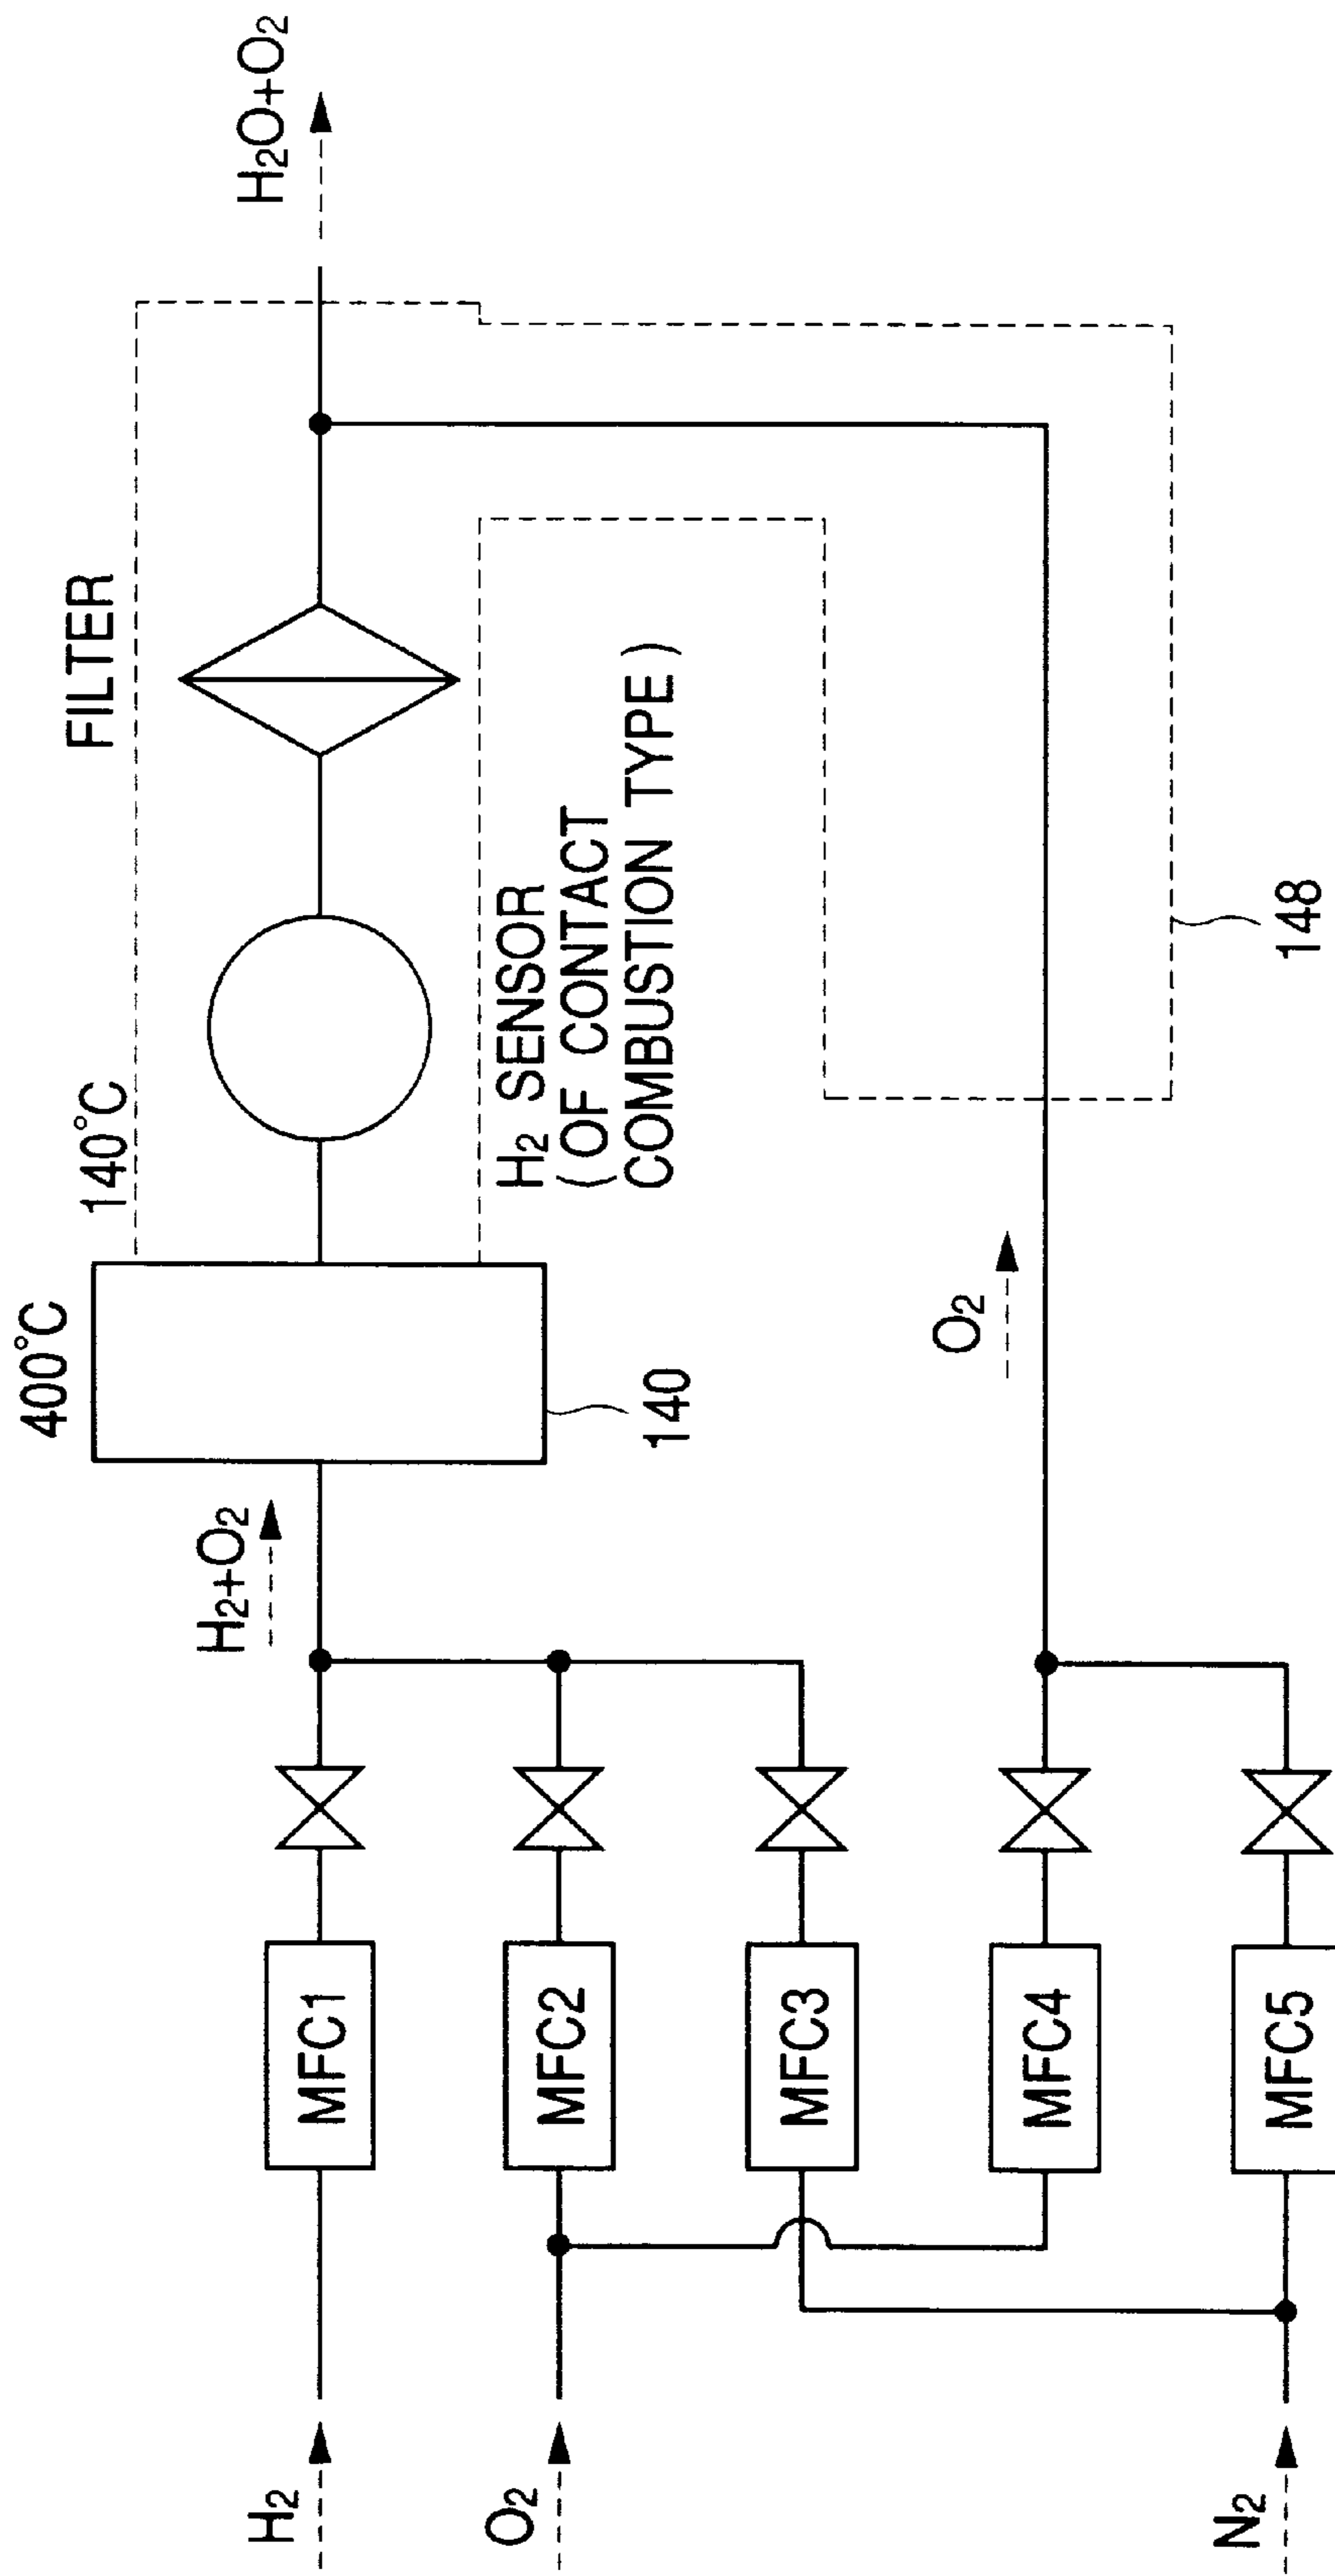 400°C
140°C
FILTER
H2O+O2
H2+O2
H2
MFC1
140
H2 SENSOR
(OF CONTACT
COMBUSTION TYPE)
O2
MFC2
MFC3
O2
MFC4
148
N2
MFC5